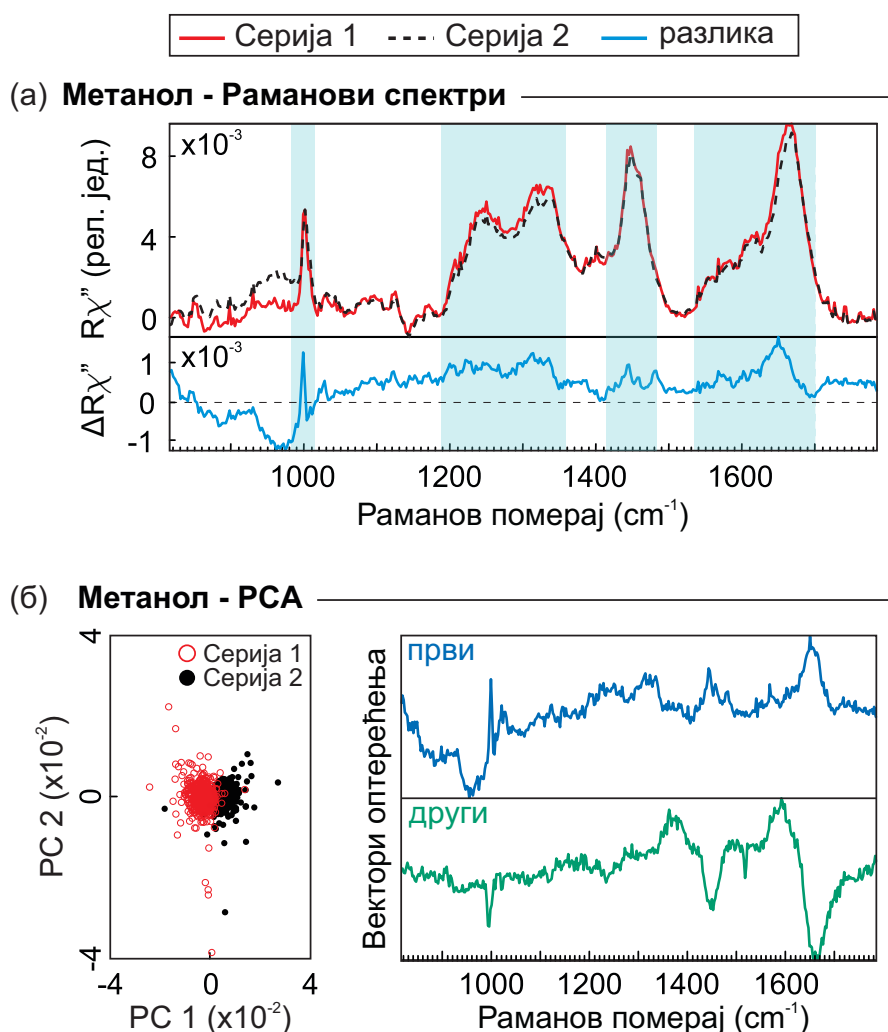 Серија 1 Серија 2 разлика
(а) Метанол - Раманови спектри
x10-3
8
4
0
Rχ" (рел. јед.)
x10-3
1
0
-1
ΔRχ"
1000 1200 1400 1600
Раманов померај (cm-1)
(б) Метанол - PCA
4
0
-4
PC 2 (x10-2)
Серија 1
Серија 2
-4 0 4
PC 1 (x10-2)
Вектори оптерећења
први
други
1000 1200 1400 1600
Раманов померај (cm-1)